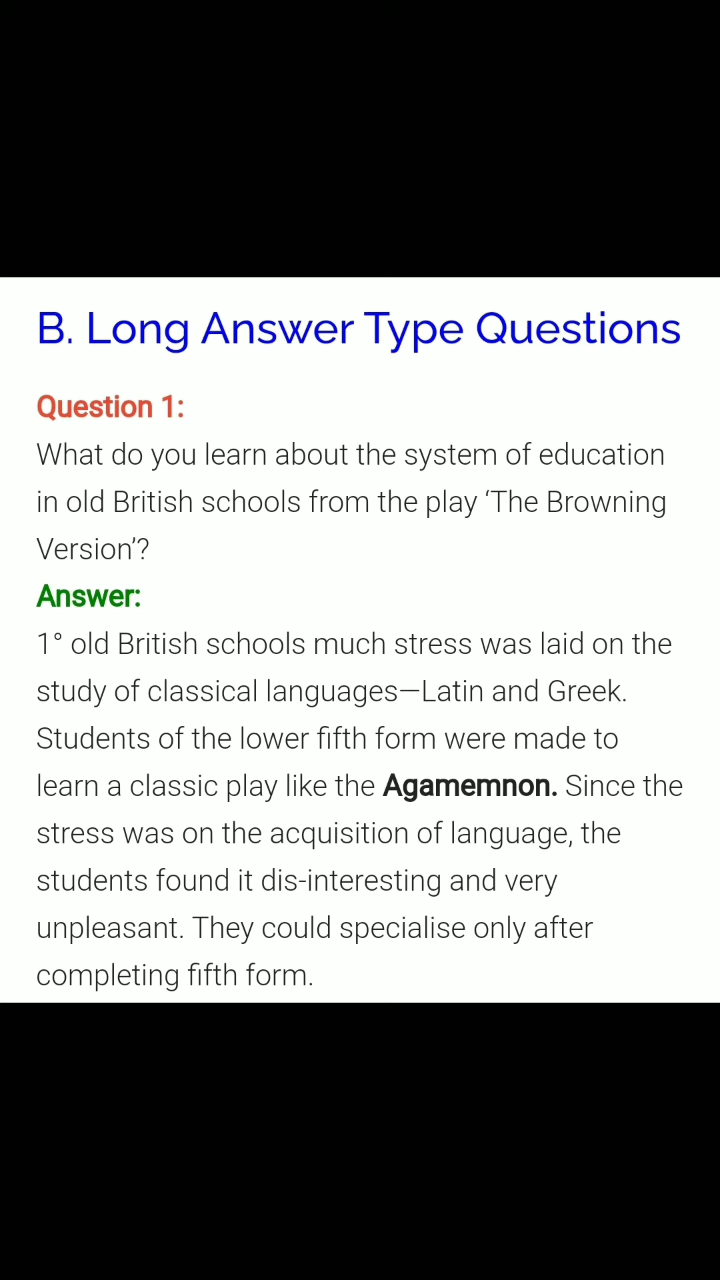 B. Long Answer Type Questions
Question 1:
What do you learn about the system of education
in old British schools from the play ‘The Browning
Version’?
Answer:
1° old British schools much stress was laid on the
study of classical languages—Latin and Greek.
Students of the lower fifth form were made to
learn a classic play like the Agamemnon. Since the
stress was on the acquisition of language, the
students found it dis-interesting and very
unpleasant. They could specialise only after
completing fifth form.